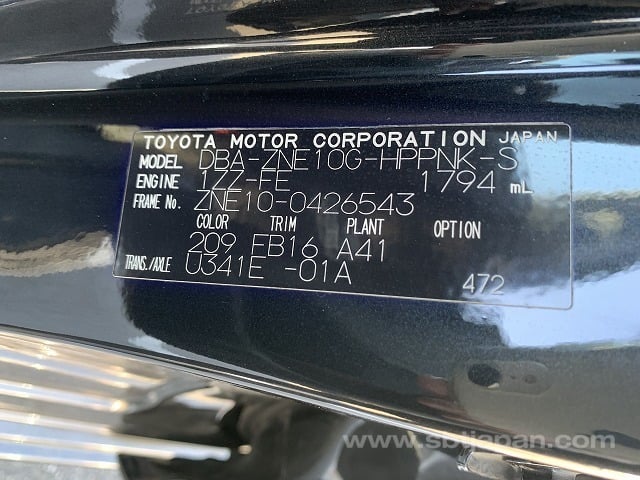 TOYOTA MOTOR CORPORATION JAPAN
MODEL DBA-ZNE10G-HPPNK-S
ENGINE 1ZZ-FE 1794 mL
FRAME No. ZNE10-0426543
COLOR TRIM PLANT OPTION
209 FB16 A41
TRANS./AXLE U341E -01A
472
www.sbtjapan.com